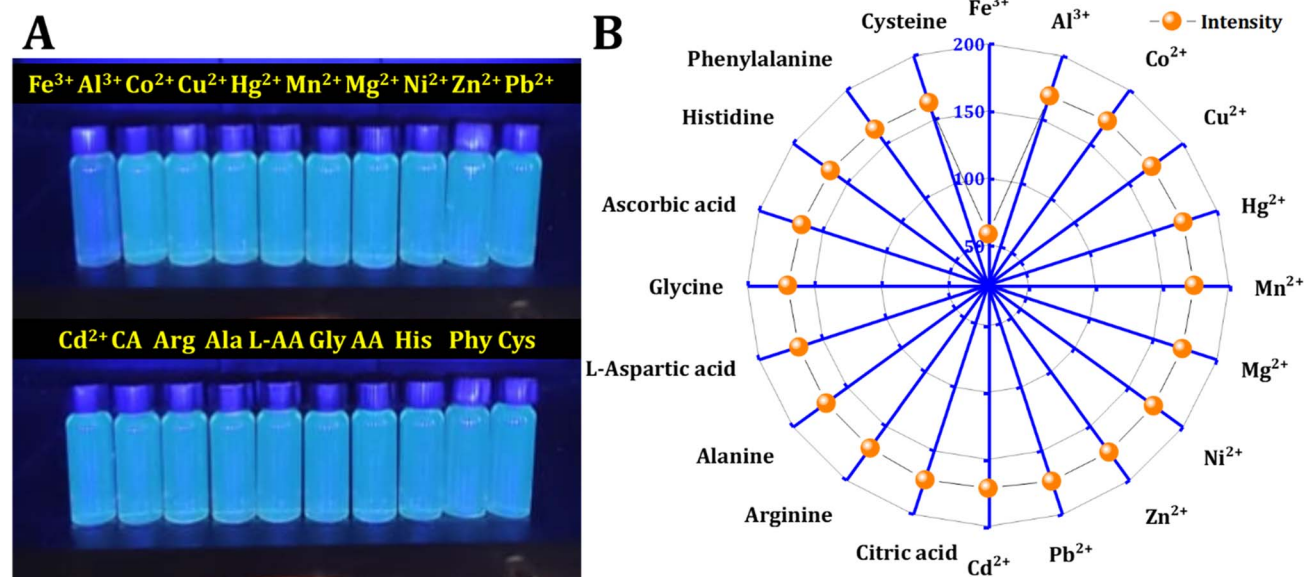 A
Fe³⁺ Al³⁺ Co²⁺ Cu²⁺ Hg²⁺ Mn²⁺ Mg²⁺ Ni²⁺ Zn²⁺ Pb²⁺
Cd²⁺ CA Arg Ala L-AA Gly AA His Phy Cys
B
Intensity
Fe³⁺
Al³⁺
Co²⁺
Cu²⁺
Hg²⁺
Mn²⁺
Mg²⁺
Ni²⁺
Zn²⁺
Pb²⁺
Cd²⁺
Citric acid
Arginine
Alanine
L-Aspartic acid
Glycine
Ascorbic acid
Histidine
Phenylalanine
Cysteine
200
150
100
50